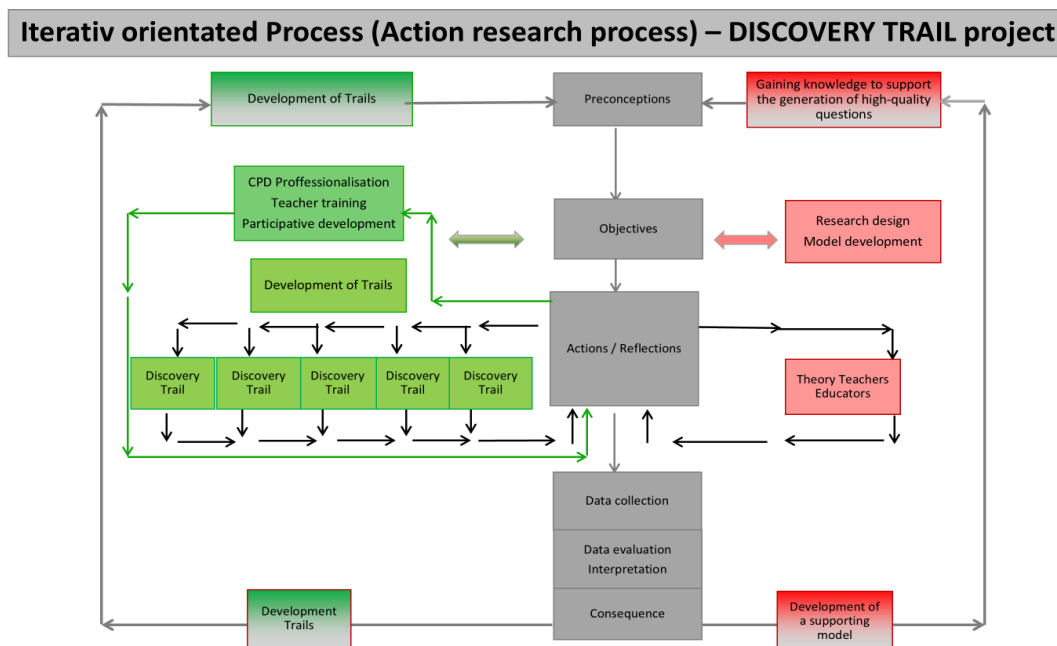 Iterativ orientated Process (Action research process) – DISCOVERY TRAIL project
Development of Trails
Preconceptions
Gaining knowledge to support
the generation of high-quality
questions
CPD Proffessionalisation
Teacher training
Participative development
Objectives
Research design
Model development
Development of Trails
Actions / Reflections
Discovery
Trail
Discovery
Trail
Discovery
Trail
Discovery
Trail
Discovery
Trail
Theory Teachers
Educators
Data collection
Data evaluation
Interpretation
Development
Trails
Consequence
Development of
a supporting
model